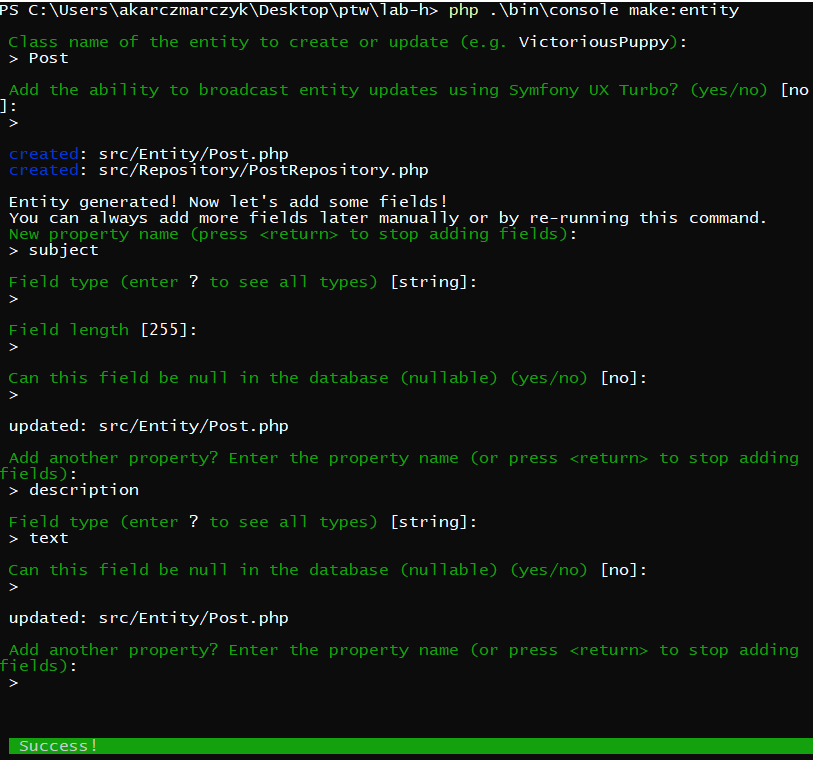 PS C:\Users\akarczmarczyk\Desktop\ptw\lab-h> php .\bin\console make:entity
Class name of the entity to create or update (e.g. VictoriousPuppy):
> Post
Add the ability to broadcast entity updates using Symfony UX Turbo? (yes/no) [no
]:
>
created: src/Entity/Post.php
created: src/Repository/PostRepository.php
Entity generated! Now let's add some fields!
You can always add more fields later manually or by re-running this command.
New property name (press <return> to stop adding fields):
> subject
Field type (enter ? to see all types) [string]:
>
Field length [255]:
>
Can this field be null in the database (nullable) (yes/no) [no]:
>
updated: src/Entity/Post.php
Add another property? Enter the property name (or press <return> to stop adding
fields):
> description
Field type (enter ? to see all types) [string]:
> text
Can this field be null in the database (nullable) (yes/no) [no]:
>
updated: src/Entity/Post.php
Add another property? Enter the property name (or press <return> to stop adding
fields):
>
Success!